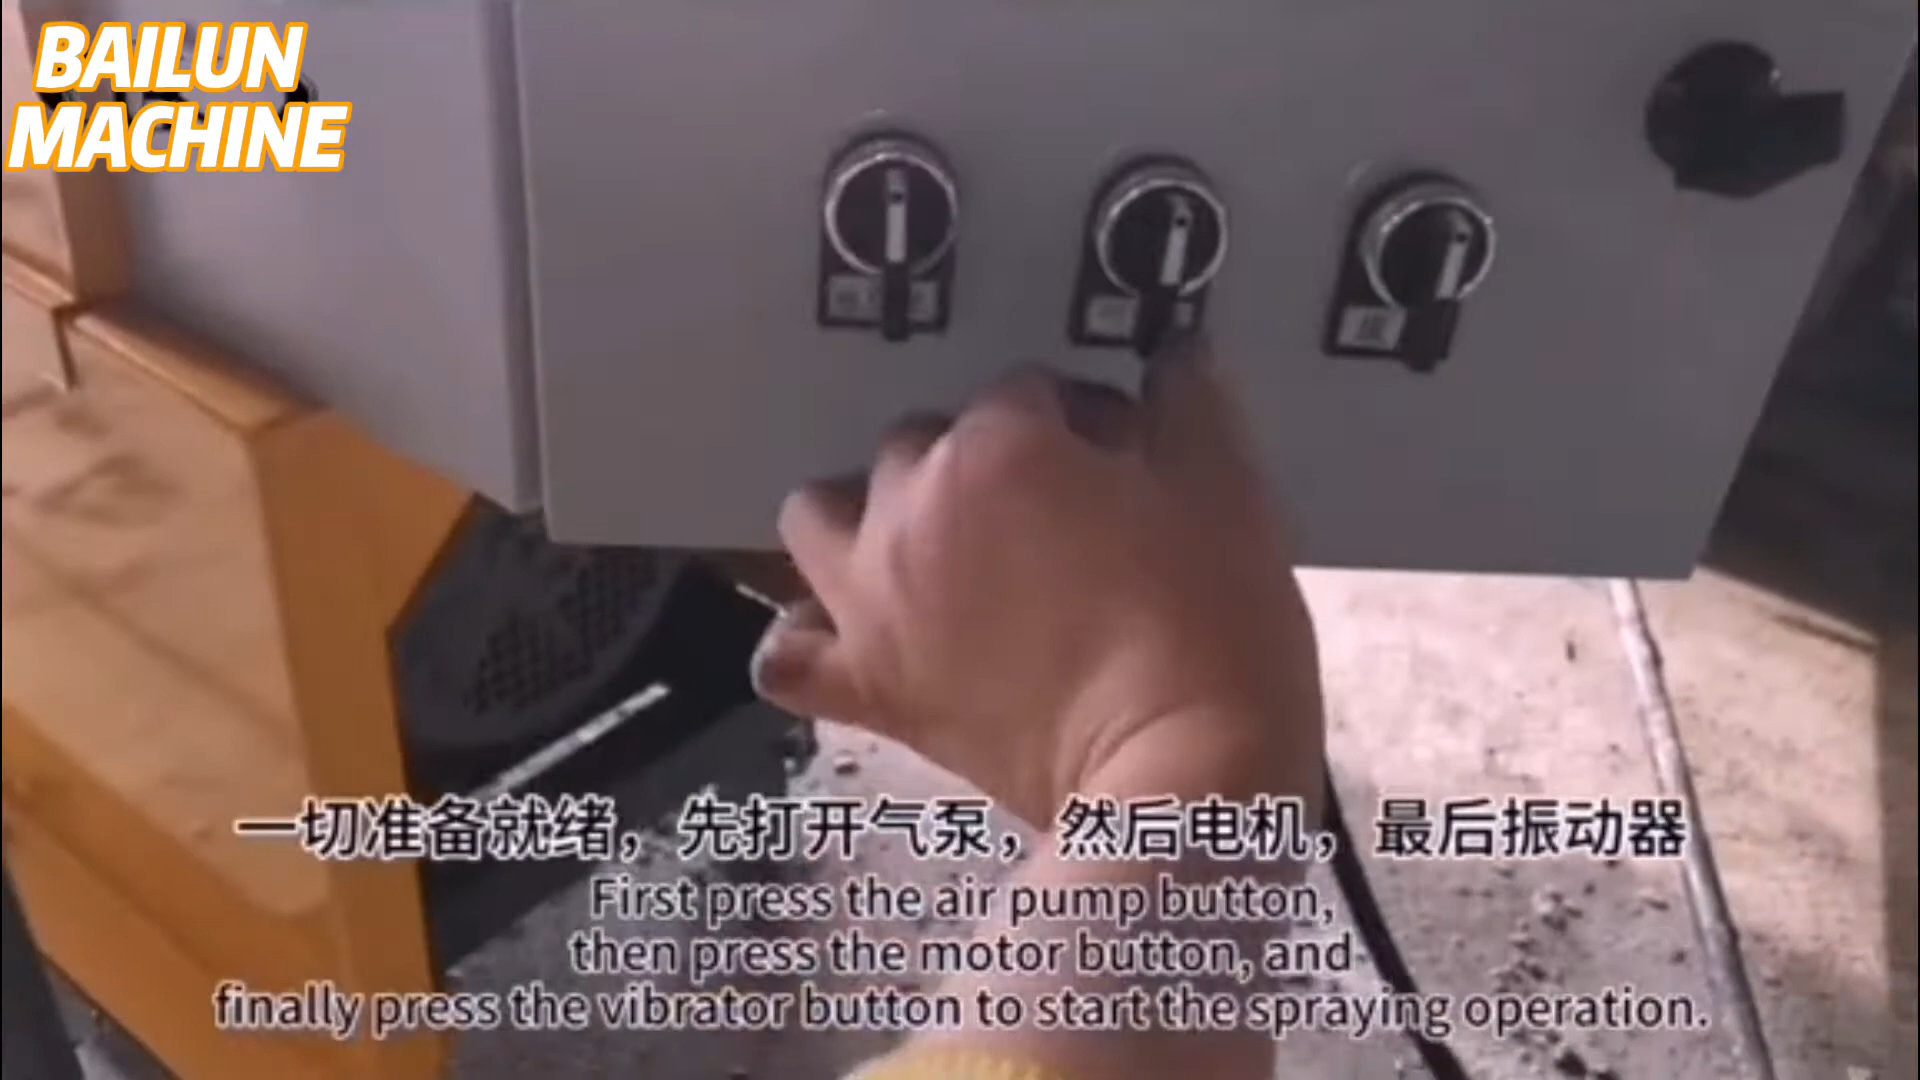 BAILUN
MACHINE
一切准备就绪，先打开气泵，然后电机，最后振动器
First press the air pump button,
then press the motor button, and
finally press the vibrator button to start the spraying operation.